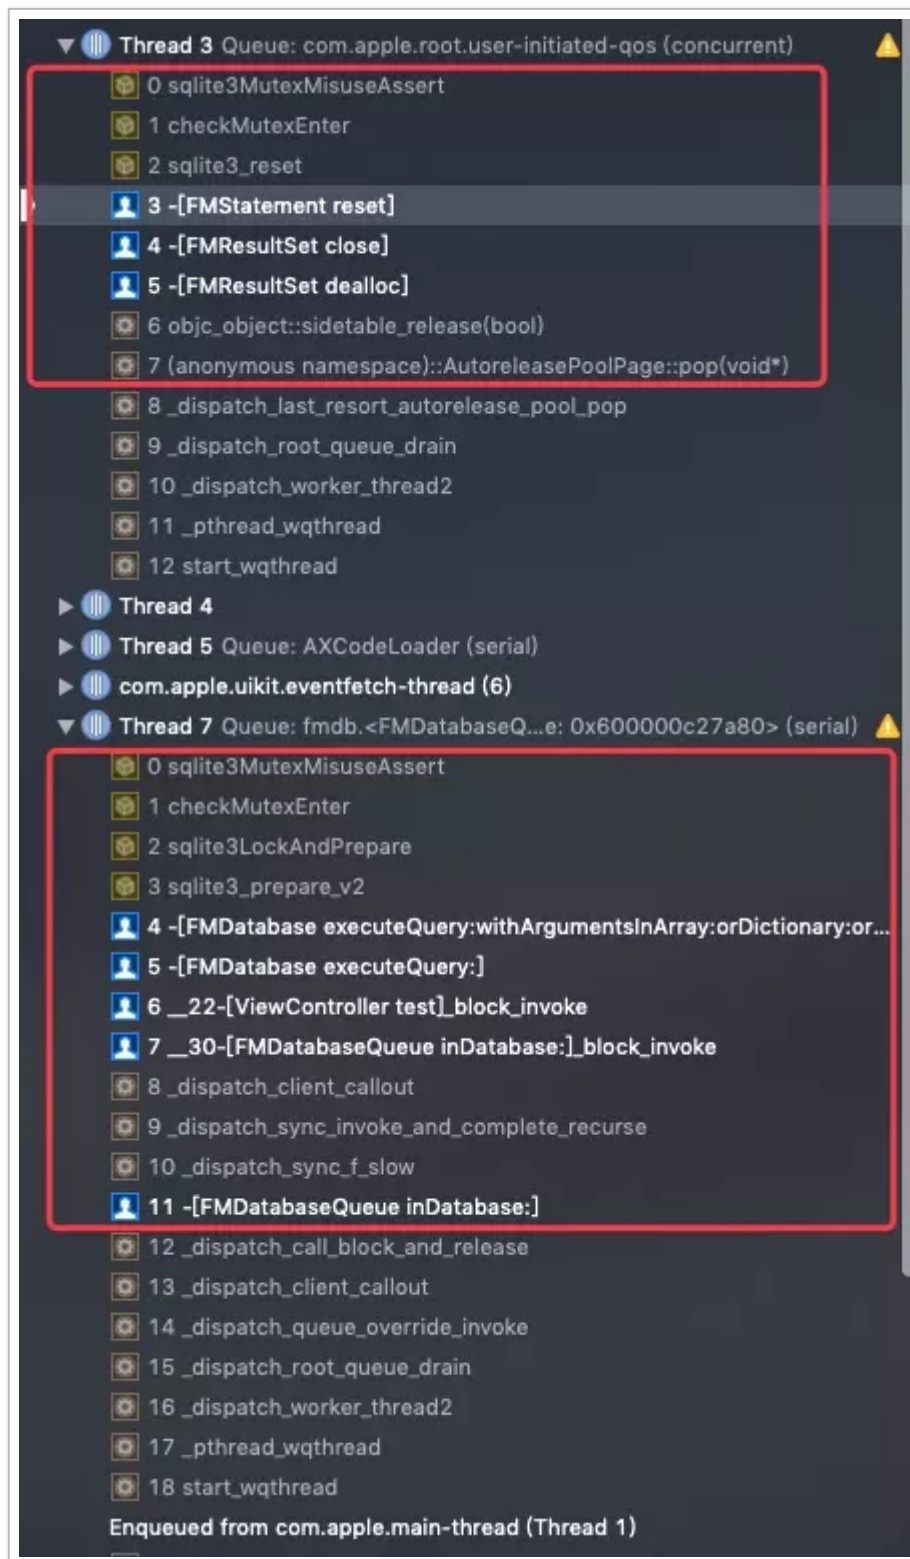 Thread 3 Queue: com.apple.root.user-initiated-qos (concurrent)
0 sqlite3MutexMisuseAssert
1 checkMutexEnter
2 sqlite3_reset
3 -[FMStatement reset]
4 -[FMResultSet close]
5 -[FMResultSet dealloc]
6 objc_object::sidetable_release(bool)
7 (anonymous namespace)::AutoreleasePoolPage::pop(void*)
8 _dispatch_last_resort_autorelease_pool_pop
9 _dispatch_root_queue_drain
10 _dispatch_worker_thread2
11 _pthread_wqthread
12 start_wqthread
Thread 4
Thread 5 Queue: AXCodeLoader (serial)
com.apple.uikit.eventfetch-thread (6)
Thread 7 Queue: fmdb.<FMDatabaseQ...e: 0x600000c27a80> (serial)
0 sqlite3MutexMisuseAssert
1 checkMutexEnter
2 sqlite3LockAndPrepare
3 sqlite3_prepare_v2
4 -[FMDatabase executeQuery:withArgumentsInArray:orDictionary:or...
5 -[FMDatabase executeQuery:]
6 __22-[ViewController test]_block_invoke
7 __30-[FMDatabaseQueue inDatabase:]_block_invoke
8 _dispatch_client_callout
9 _dispatch_sync_invoke_and_complete_recurse
10 _dispatch_sync_f_slow
11 -[FMDatabaseQueue inDatabase:]
12 _dispatch_call_block_and_release
13 _dispatch_client_callout
14 _dispatch_queue_override_invoke
15 _dispatch_root_queue_drain
16 _dispatch_worker_thread2
17 _pthread_wqthread
18 start_wqthread
Enqueued from com.apple.main-thread (Thread 1)